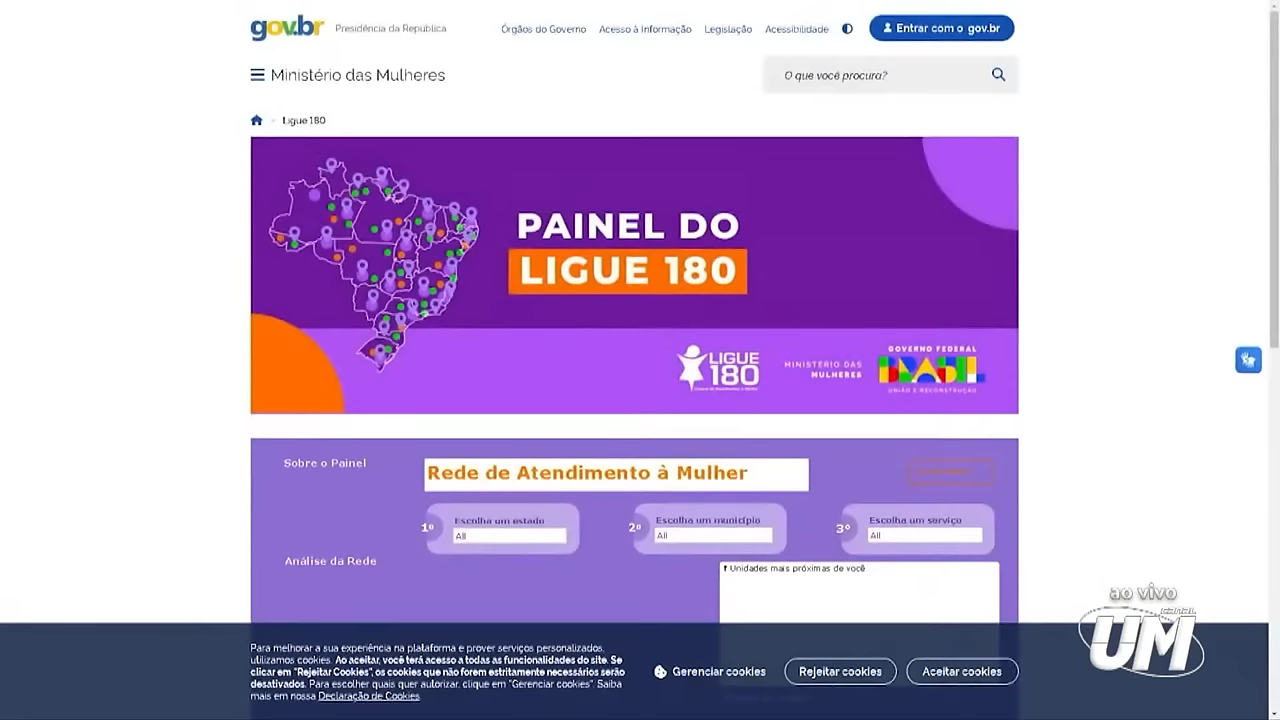 gov.br
Presidência da República
Órgãos do Governo
Acesso à Informação
Legislação
Acessibilidade
Entrar com o gov.br
Ministério das Mulheres
O que você procura?
Ligue 180
PAINEL DO
LIGUE 180
LIGUE
180
MINISTÉRIO DAS
MULHERES
GOVERNO FEDERAL
BRASIL
UNIÃO E RECONSTRUÇÃO
Sobre o Painel
Rede de Atendimento à Mulher
1º
Escolha um estado
All
2º
Escolha um município
All
3º
Escolha um serviço
All
Análise da Rede
Unidades mais próximas de você
ao vivo
CANAL
UM
Para melhorar a sua experiência na plataforma e prover serviços personalizados,
utilizamos cookies. Ao aceitar, você terá acesso a todas as funcionalidades do site. Se
clicar em "Rejeitar Cookies", os cookies que não forem estritamente necessários serão
desativados. Para escolher quais quer autorizar, clique em "Gerenciar cookies". Saiba
mais em nossa Declaração de Cookies.
Gerenciar cookies
Rejeitar cookies
Aceitar cookies